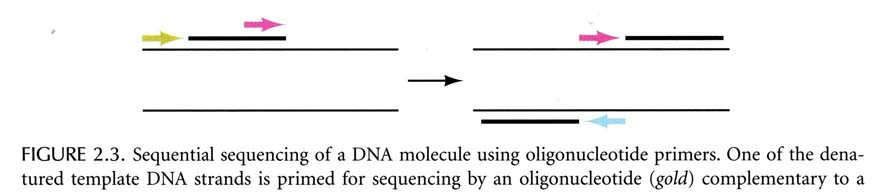 FIGURE 2.3. Sequential sequencing of a DNA molecule using oligonucleotide primers. One of the dena-
tured template DNA strands is primed for sequencing by an oligonucleotide (gold) complementary to a